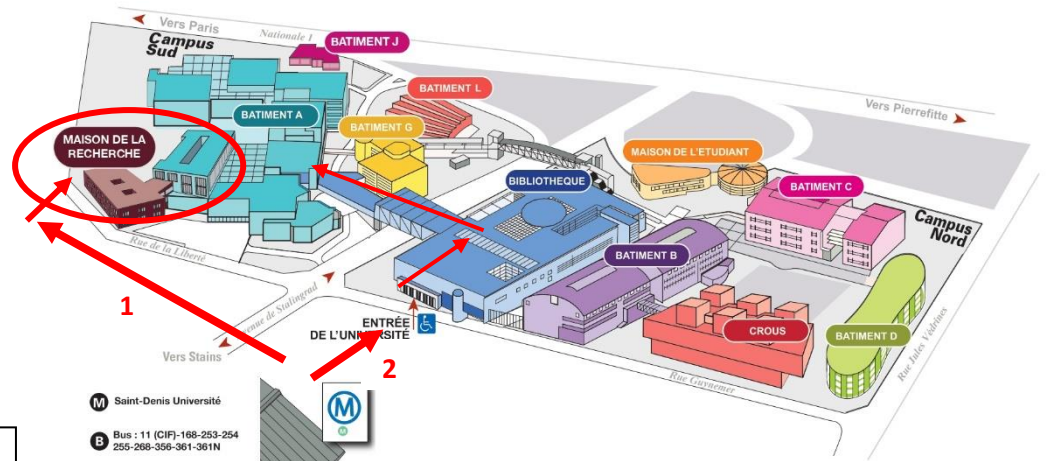 Vers Paris
Nationale 1
Campus
Sud
BATIMENT J
BATIMENT L
Vers Pierrefitte
BATIMENT A
BATIMENT G
MAISON DE LA
RECHERCHE
MAISON DE L'ETUDIANT
BIBLIOTHEQUE
BATIMENT C
Campus
Nord
Rue de la Liberté
BATIMENT B
1
Avenue de Stalingrad
ENTRÉE
DE L'UNIVERSITÉ
CROUS
BATIMENT D
Vers Stains
2
Rue Guynemer
Rue Jules Védrines
M Saint-Denis Université
M
M
B Bus : 11 (CIF)-168-253-254
255-268-356-361-361N